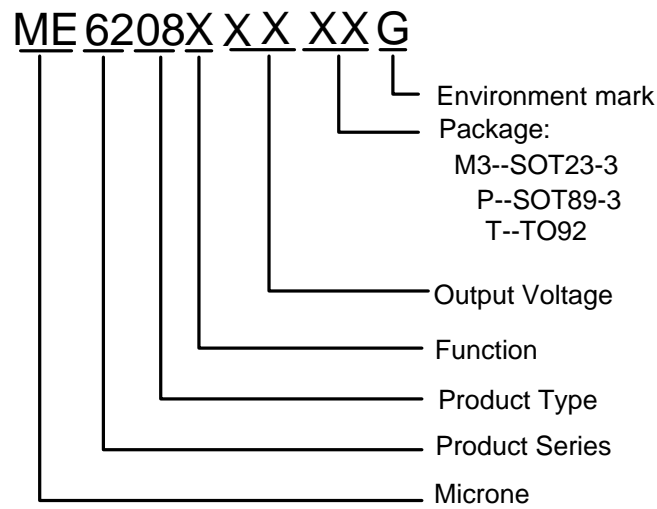 ME6208X XX XXG
Environment mark
Package:
M3--SOT23-3
P--SOT89-3
T--TO92
Output Voltage
Function
Product Type
Product Series
Microne